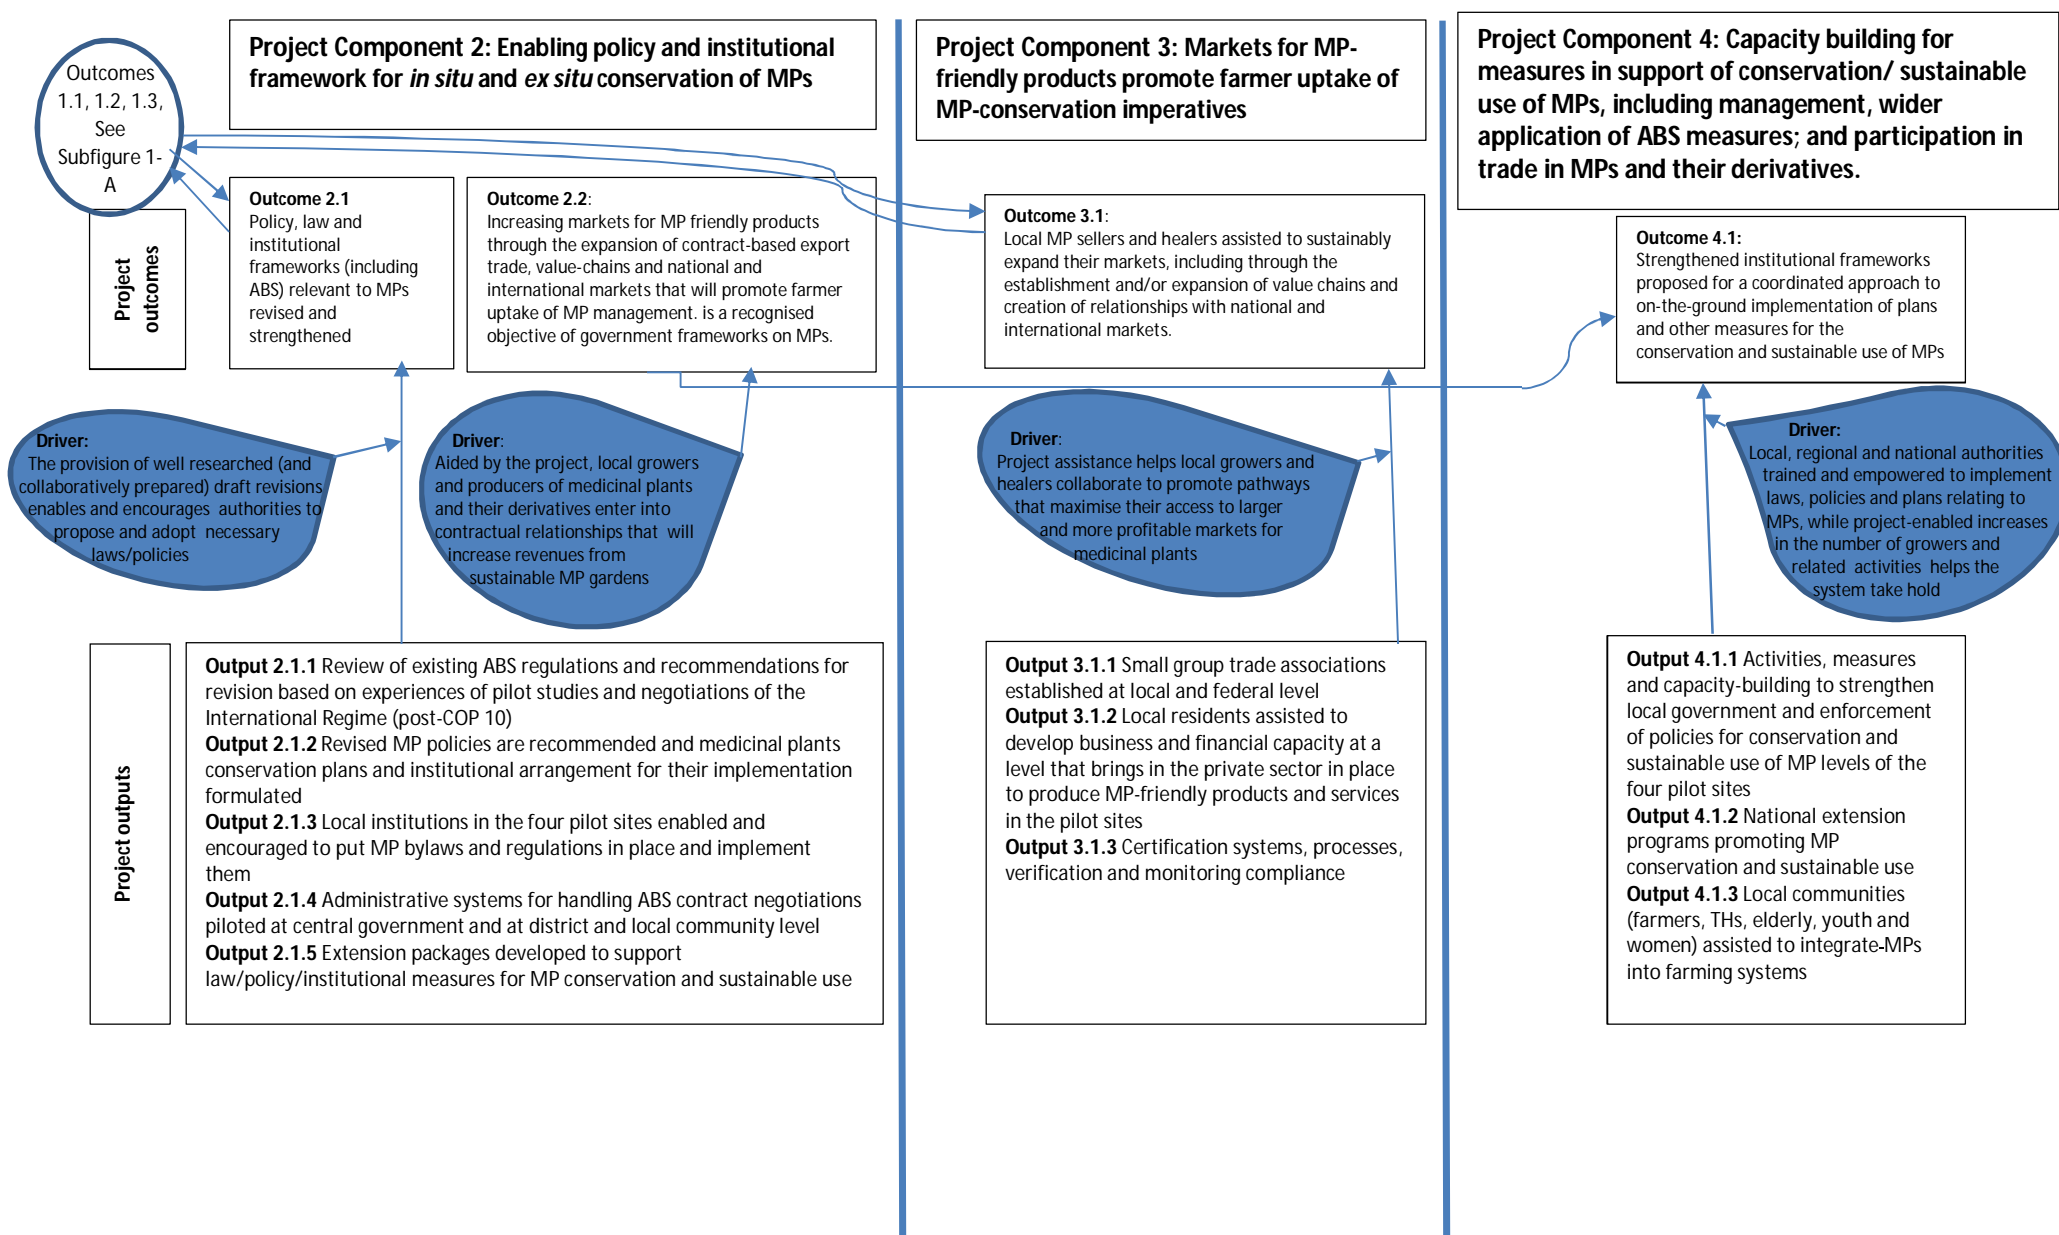 Outcomes
1.1, 1.2, 1.3,
See
Subfigure 1-
A
Project Component 2: Enabling policy and institutional
framework for in situ and ex situ conservation of MPs
Project Component 3: Markets for MP-
friendly products promote farmer uptake of
MP-conservation imperatives
Project Component 4: Capacity building for
measures in support of conservation/ sustainable
use of MPs, including management, wider
application of ABS measures; and participation in
trade in MPs and their derivatives.
Project
outcomes
Outcome 2.1
Policy, law and
institutional
frameworks (including
ABS) relevant to MPs
revised and
strengthened
Outcome 2.2:
Increasing markets for MP friendly products
through the expansion of contract-based export
trade, value-chains and national and
international markets that will promote farmer
uptake of MP management. is a recognised
objective of government frameworks on MPs.
Outcome 3.1:
Local MP sellers and healers assisted to sustainably
expand their markets, including through the
establishment and/or expansion of value chains and
creation of relationships with national and
international markets.
Outcome 4.1:
Strengthened institutional frameworks
proposed for a coordinated approach to
on-the-ground implementation of plans
and other measures for the
conservation and sustainable use of MPs
Driver:
The provision of well researched (and
collaboratively prepared) draft revisions
enables and encourages authorities to
propose and adopt necessary
laws/policies
Driver:
Aided by the project, local growers
and producers of medicinal plants
and their derivatives enter into
contractual relationships that will
increase revenues from
sustainable MP gardens
Driver:
Project assistance helps local growers and
healers collaborate to promote pathways
that maximise their access to larger
and more profitable markets for
medicinal plants
Driver:
Local, regional and national authorities
trained and empowered to implement
laws, policies and plans relating to
MPs, while project-enabled increases
in the number of growers and
related activities helps the
system take hold
Project outputs
Output 2.1.1 Review of existing ABS regulations and recommendations for
revision based on experiences of pilot studies and negotiations of the
International Regime (post-COP 10)
Output 2.1.2 Revised MP policies are recommended and medicinal plants
conservation plans and institutional arrangement for their implementation
formulated
Output 2.1.3 Local institutions in the four pilot sites enabled and
encouraged to put MP bylaws and regulations in place and implement
them
Output 2.1.4 Administrative systems for handling ABS contract negotiations
piloted at central government and at district and local community level
Output 2.1.5 Extension packages developed to support
law/policy/institutional measures for MP conservation and sustainable use
Output 3.1.1 Small group trade associations
established at local and federal level
Output 3.1.2 Local residents assisted to
develop business and financial capacity at a
level that brings in the private sector in place
to produce MP-friendly products and services
in the pilot sites
Output 3.1.3 Certification systems, processes,
verification and monitoring compliance
Output 4.1.1 Activities, measures
and capacity-building to strengthen
local government and enforcement
of policies for conservation and
sustainable use of MP levels of the
four pilot sites
Output 4.1.2 National extension
programs promoting MP
conservation and sustainable use
Output 4.1.3 Local communities
(farmers, THs, elderly, youth and
women) assisted to integrate-MPs
into farming systems